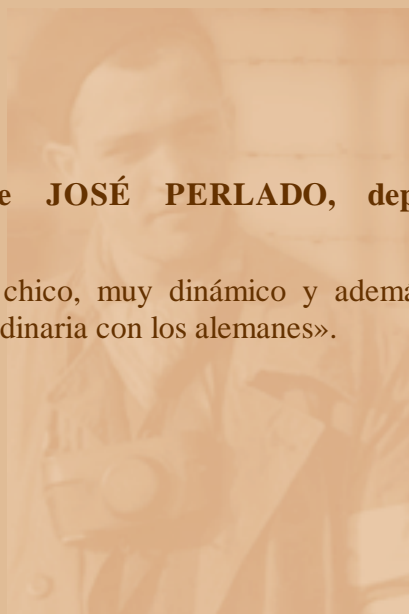 e JOSÉ PERLADO, dep
chico, muy dinámico y adema
dinaria con los alemanes».